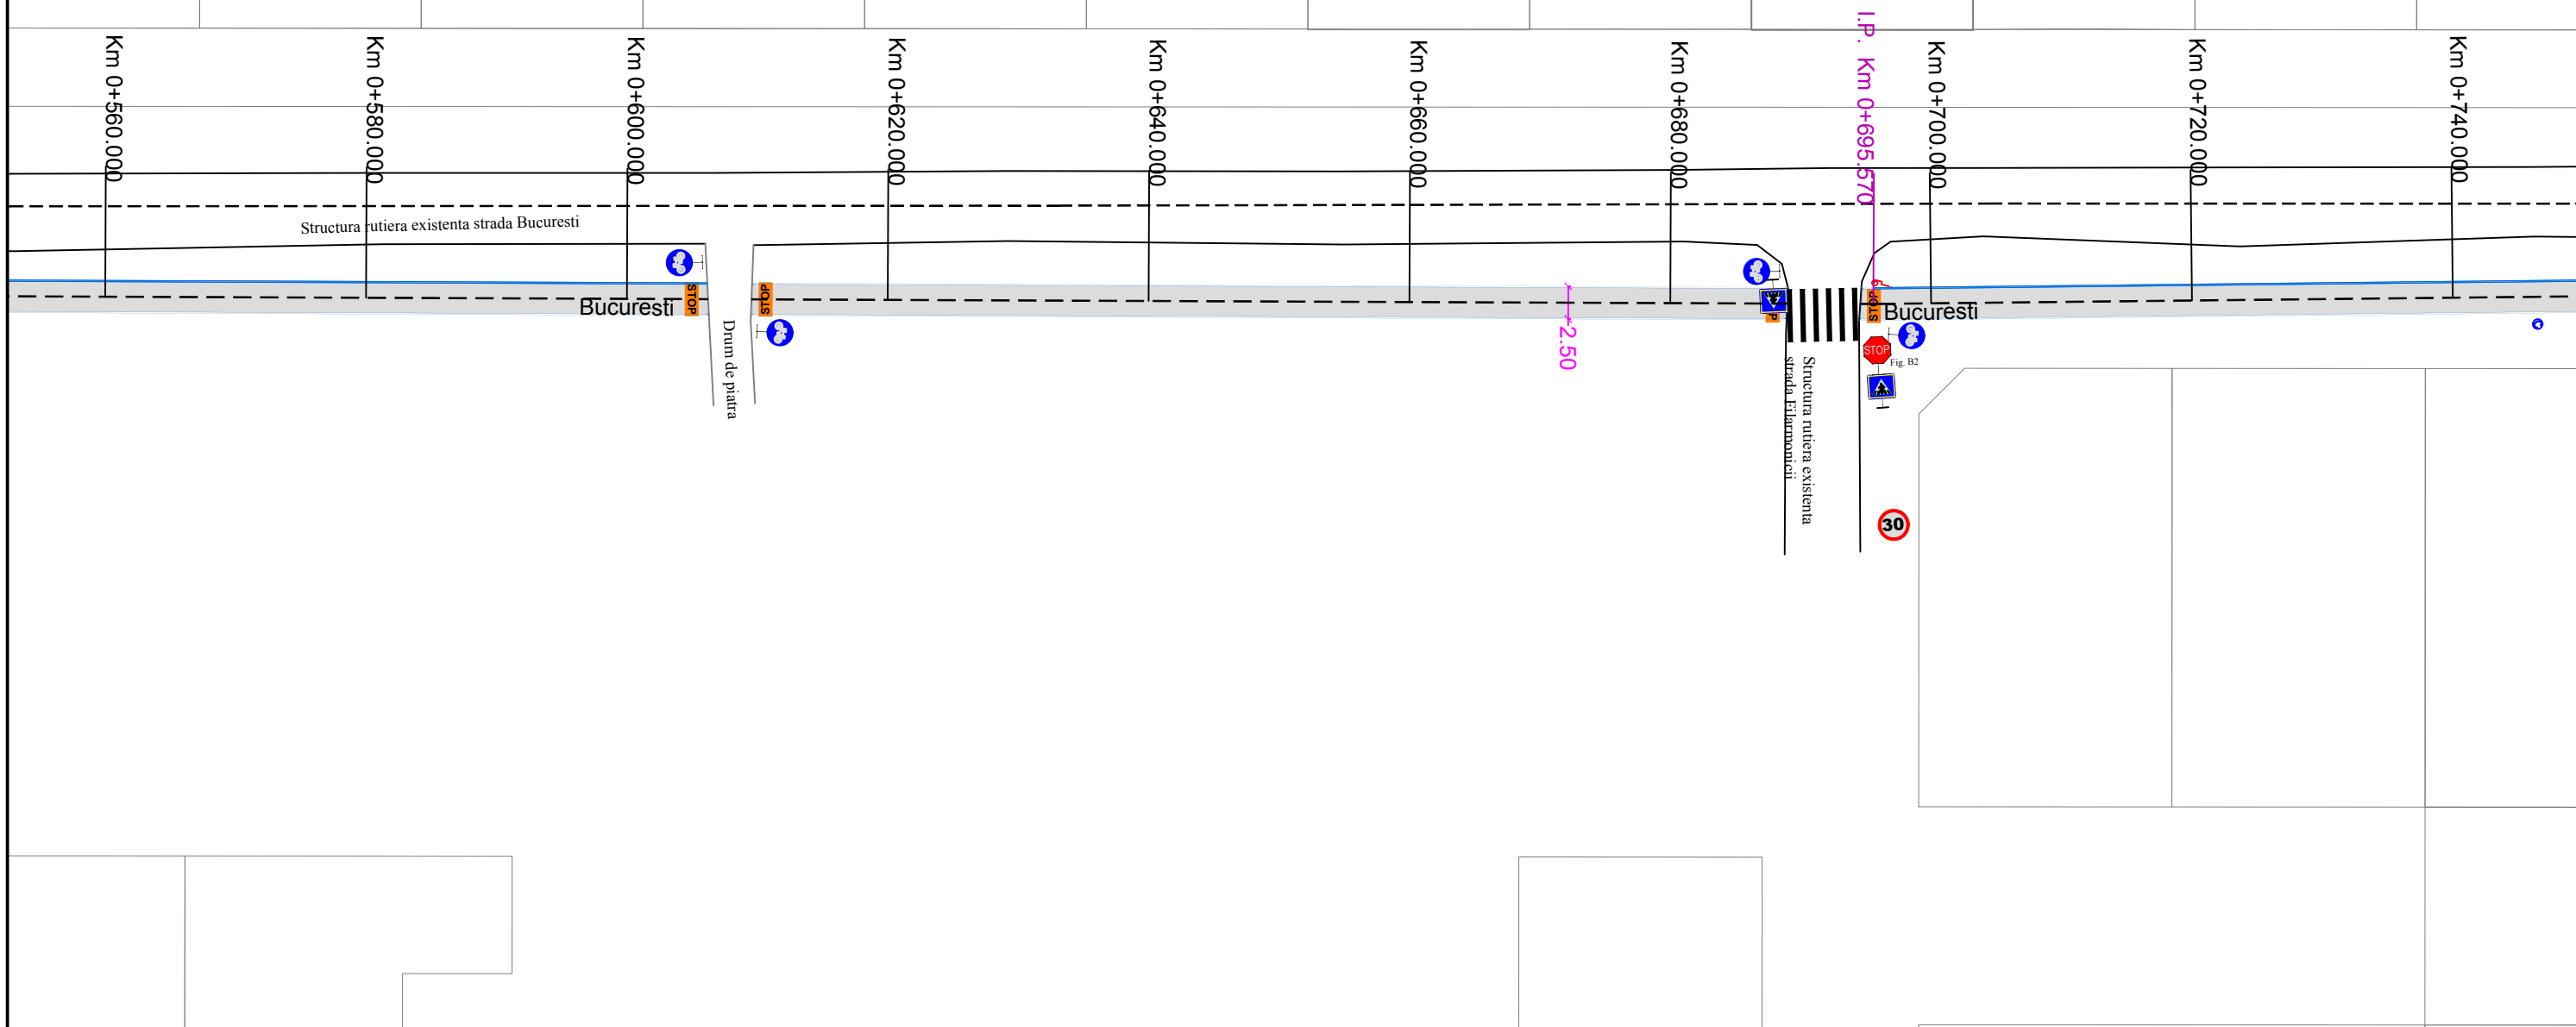 Km 0+560.000
Km 0+580.000
Km 0+600.000
Km 0+620.000
Km 0+640.000
Km 0+660.000
Km 0+680.000
I.P. Km 0+695.570
Km 0+700.000
Km 0+720.000
Km 0+740.000
Structura rutiera existenta strada Bucuresti
Bucuresti
STOP
STOP
Drum de piatra
2.50
STOP
Bucuresti
STOP
Fig. B2
Structura rutiera existenta
strada Filarmonicii
30